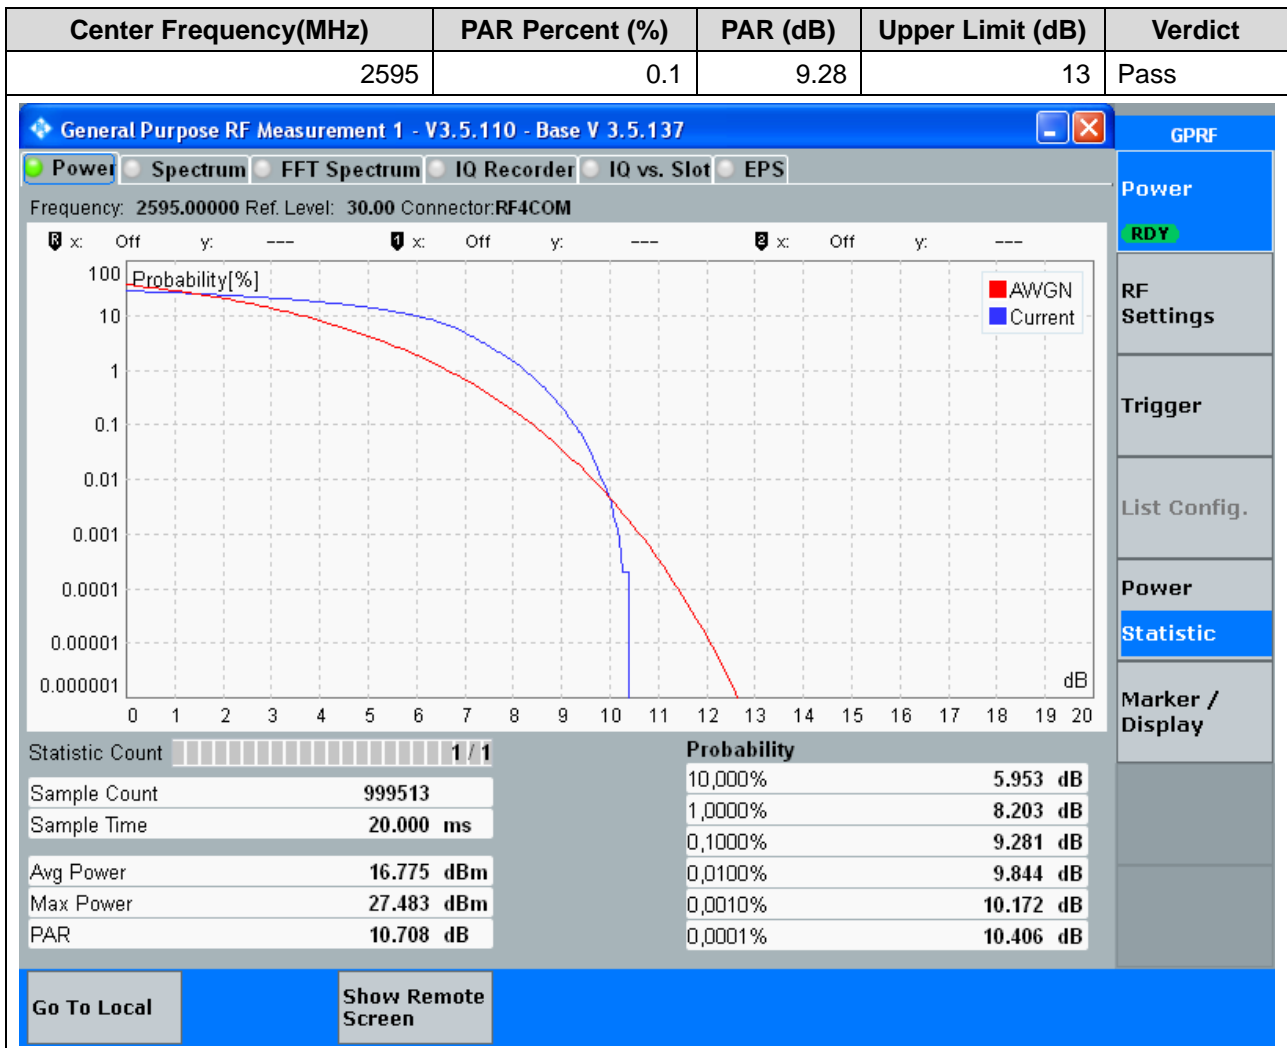 Center Frequency(MHz) PAR Percent (%) PAR (dB) Upper Limit (dB) Verdict
2595 0.1 9.28 13 Pass
General Purpose RF Measurement 1 - V3.5.110 - Base V 3.5.137
GPRF
Power Spectrum FFT Spectrum IQ Recorder IQ vs. Slot EPS
Frequency: 2595.00000 Ref. Level: 30.00 Connector:RF4COM
R x: Off y: --- 1 x: Off y: --- 2 x: Off y: ---
Probability[%]
AWGN
Current
100
10
1
0.1
0.01
0.001
0.0001
0.00001
0.000001
dB
0 1 2 3 4 5 6 7 8 9 10 11 12 13 14 15 16 17 18 19 20
Statistic Count 1 / 1
Sample Count 999513
Sample Time 20.000 ms
Avg Power 16.775 dBm
Max Power 27.483 dBm
PAR 10.708 dB
Probability
10,000% 5.953 dB
1,0000% 8.203 dB
0,1000% 9.281 dB
0,0100% 9.844 dB
0,0010% 10.172 dB
0,0001% 10.406 dB
Power
RDY
RF
Settings
Trigger
List Config.
Power
Statistic
Marker /
Display
Go To Local
Show Remote
Screen